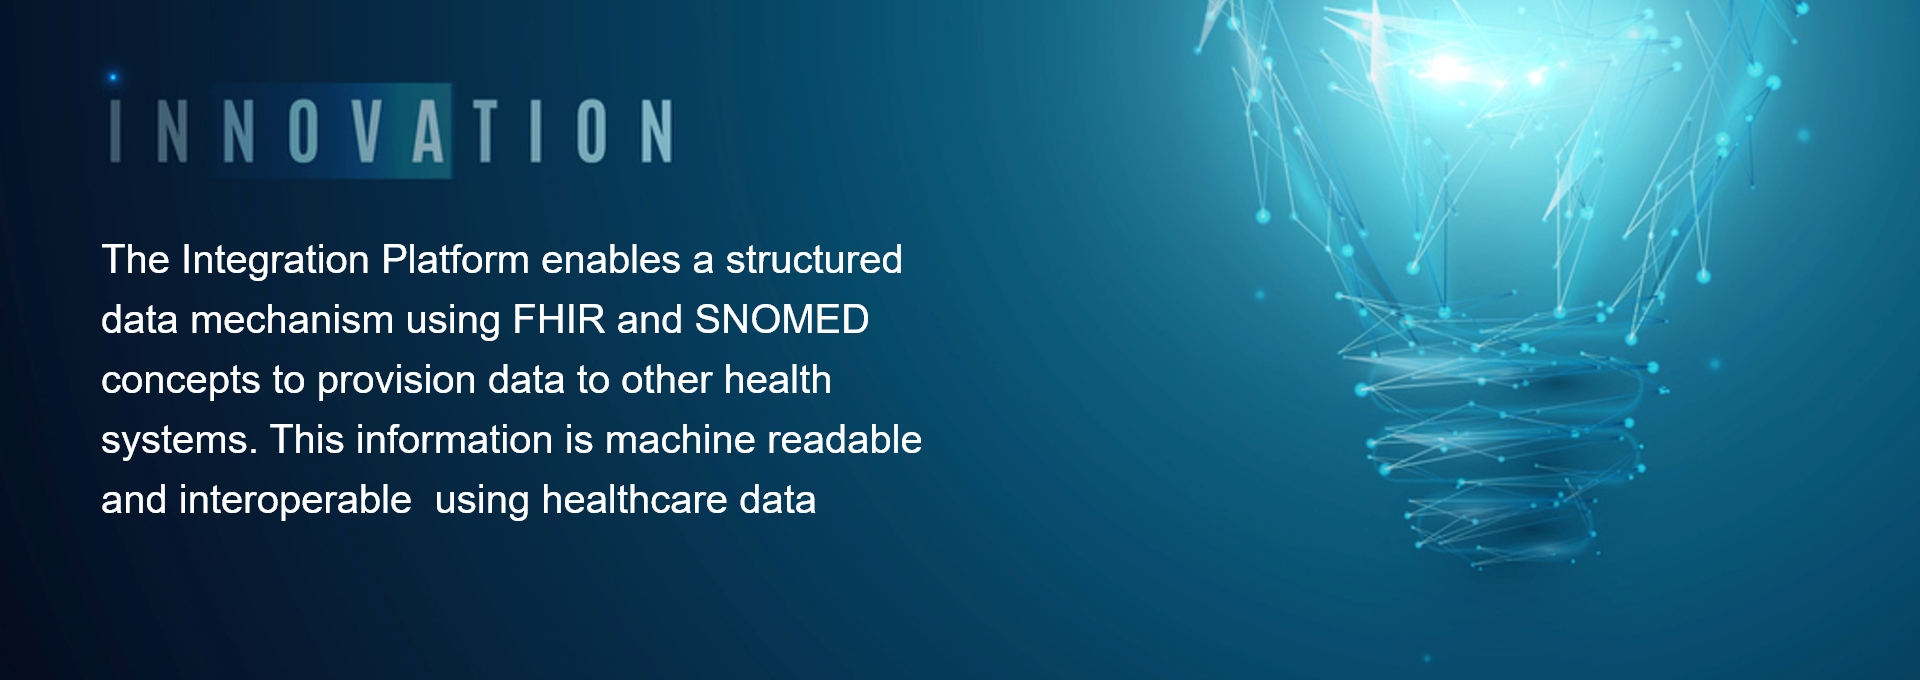 INNOVATION
The Integration Platform enables a structured
data mechanism using FHIR and SNOMED
concepts to provision data to other health
systems. This information is machine readable
and interoperable  using healthcare data